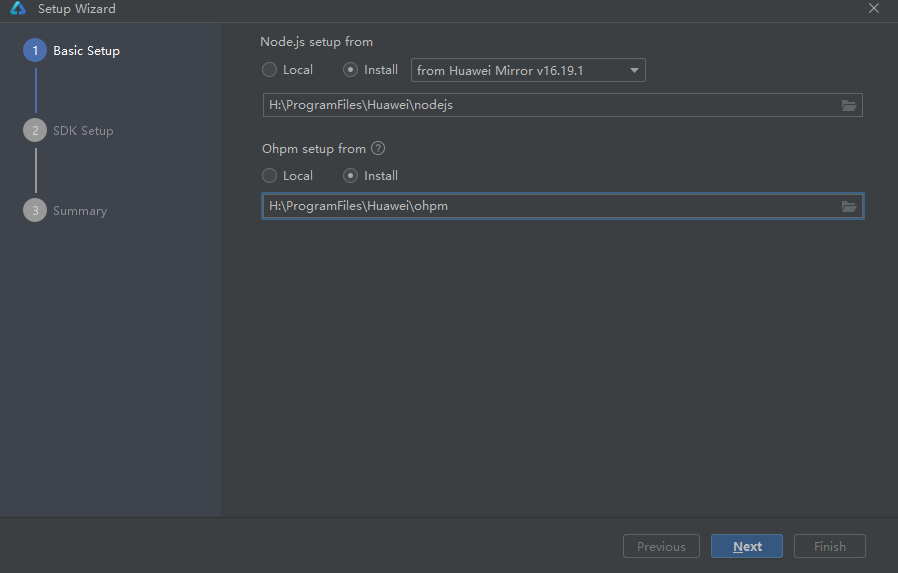 Setup Wizard
1 Basic Setup
2 SDK Setup
3 Summary
Node.js setup from
Local Install from Huawei Mirror v16.19.1
H:\ProgramFiles\Huawei\nodejs
Ohpm setup from ?
Local Install
H:\ProgramFiles\Huawei\ohpm
Previous Next Finish